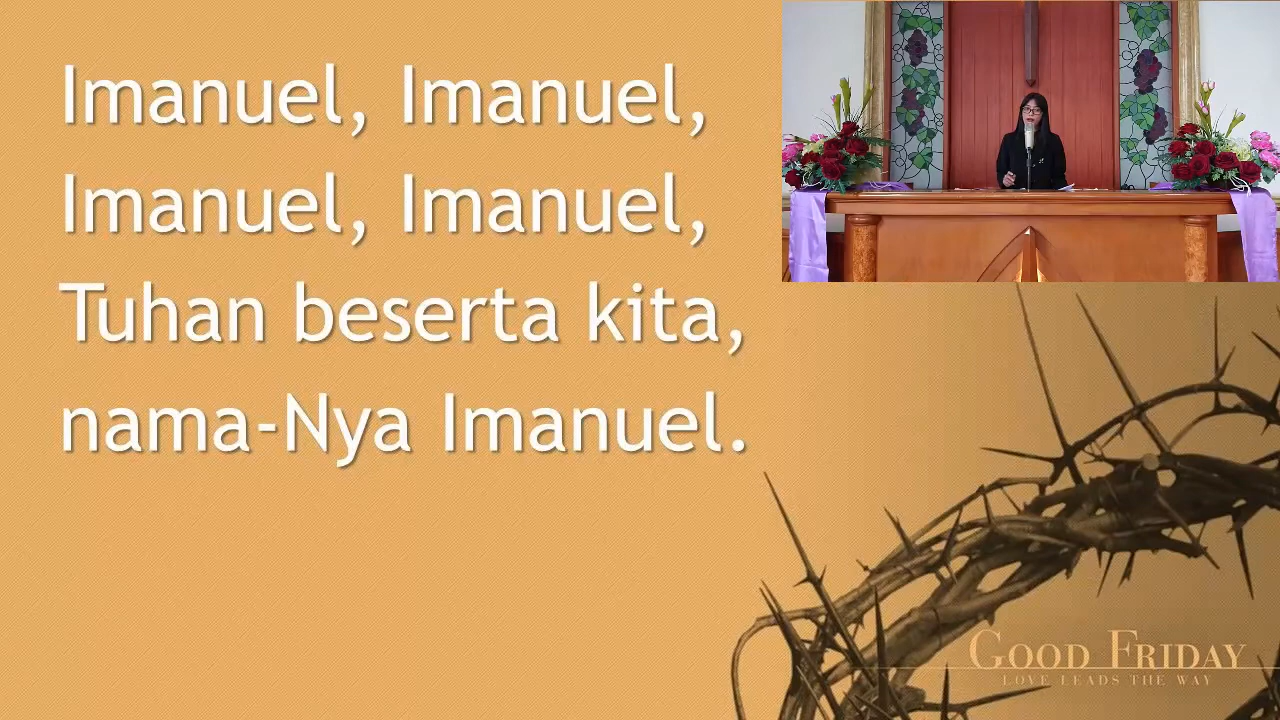 Imanuel, Imanuel,
Imanuel, Imanuel,
Tuhan beserta kita,
nama-Nya Imanuel.
GOOD FRIDAY
LOVE LEADS THE WAY